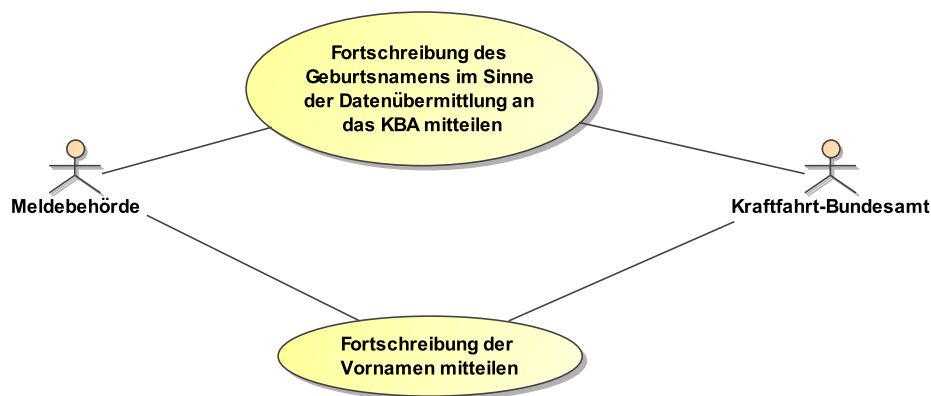 Fortschreibung des
Geburtsnamens im Sinne
der Datenübermittlung an
das KBA mitteilen
Meldebehörde
Kraftfahrt-Bundesamt
Fortschreibung der
Vornamen mitteilen